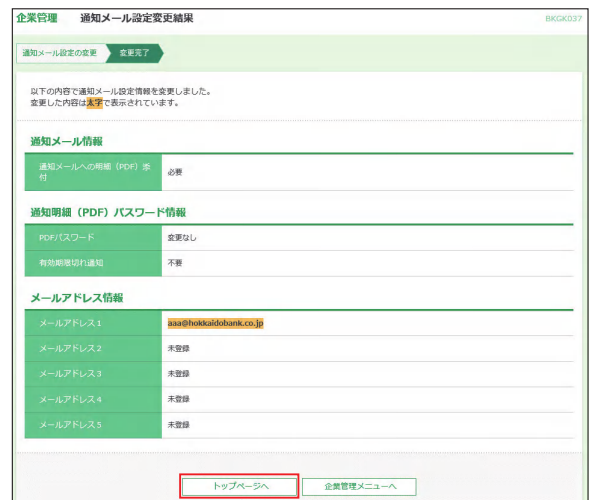 企業管理 通知メール設定変更結果 BKGK037
通知メール設定の変更 変更完了
以下の内容で通知メール設定情報を変更しました。
変更した内容は太字で表示されています。
通知メール情報
通知メールへの明細（PDF）添
付 必要
通知明細（PDF）パスワード情報
PDFパスワード 変更なし
有効期限切れ通知 不要
メールアドレス情報
メールアドレス1 aaa@hokkaidobank.co.jp
メールアドレス2 未登録
メールアドレス3 未登録
メールアドレス4 未登録
メールアドレス5 未登録
トップページへ 企業管理メニューへ